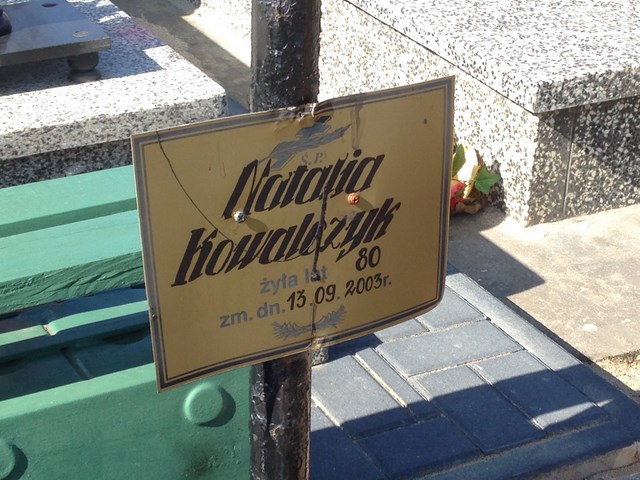 Ś.P.
Natalia
Kowalczyk
żyła lat 80
zm. dn. 13.09.2003r.